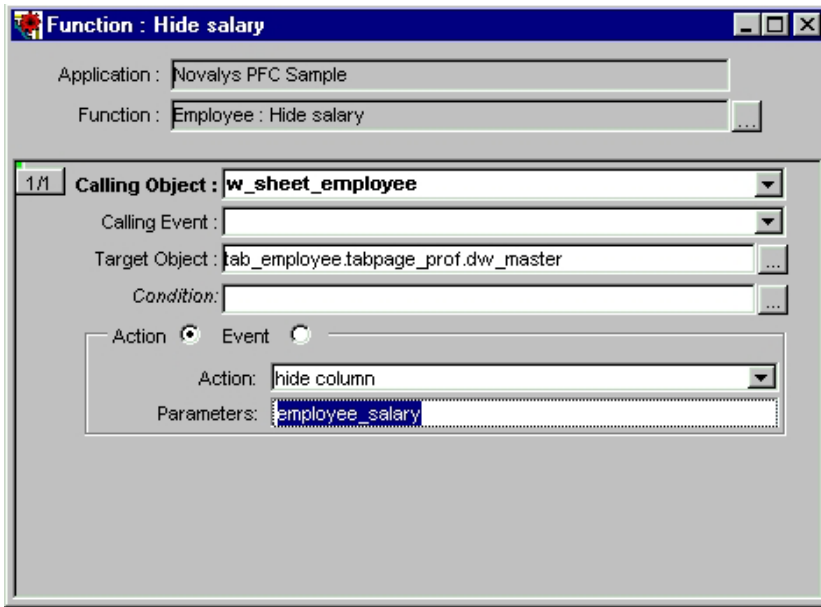 Function : Hide salary
Application : Novalys PFC Sample
Function : Employee : Hide salary ...
1/1 Calling Object : w_sheet_employee
Calling Event :
Target Object : tab_employee.tabpage_prof.dw_master ...
Condition: ...
Action Event
Action: hide column
Parameters: employee_salary